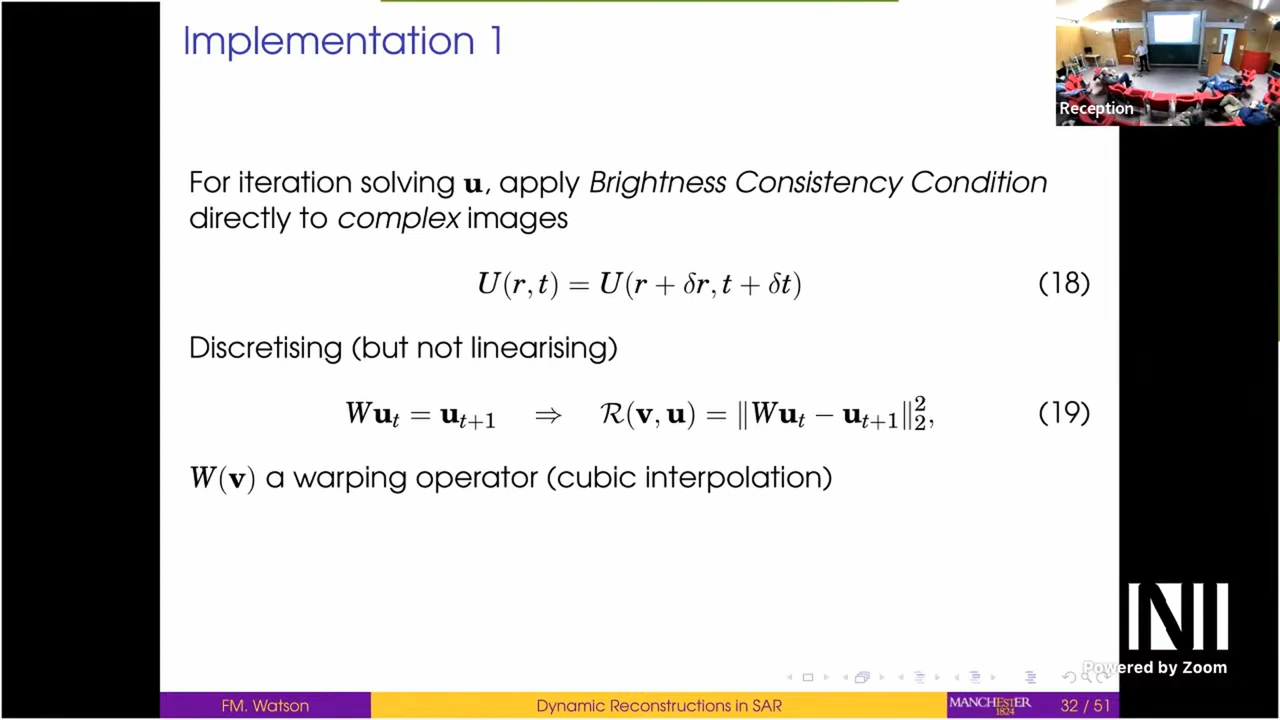 Implementation 1
Reception
For iteration solving u, apply Brightness Consistency Condition
directly to complex images
U(r, t) = U(r + δr, t + δt) (18)
Discretising (but not linearising)
Wu_t = u_{t+1} ⇒ R(v, u) = ‖Wu_t − u_{t+1}‖₂², (19)
W(v) a warping operator (cubic interpolation)
Powered by Zoom
FM. Watson Dynamic Reconstructions in SAR MANCHESTER 1824 32 / 51